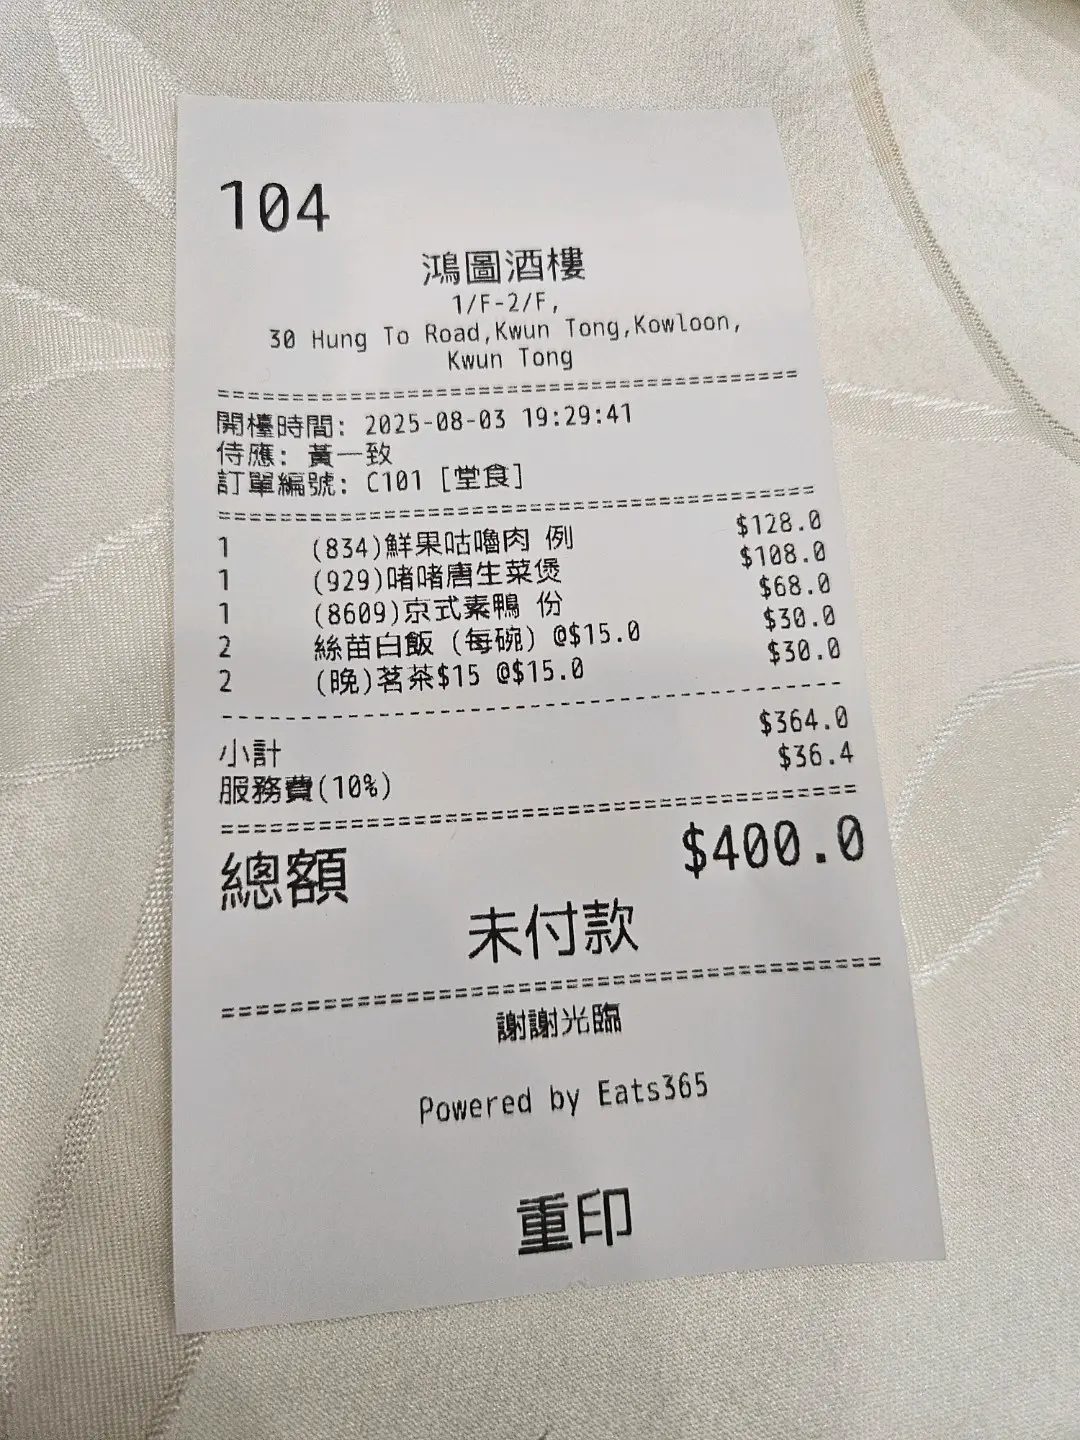 104
鴻圖酒樓
1/F-2/F,
30 Hung To Road,Kwun Tong,Kowloon,
Kwun Tong
開檯時間: 2025-08-03 19:29:41
侍應: 黃一致
訂單編號: C101 [堂食]
1 (834)鮮果咕嚕肉 例 $128.0
1 (929)啫啫唐生菜煲 $108.0
1 (8609)京式素鴨 份 $68.0
2 絲苗白飯 (每碗) @$15.0 $30.0
2 (晚)茗茶$15 @$15.0 $30.0
小計 $364.0
服務費(10%) $36.4
總額 $400.0
未付款
謝謝光臨
Powered by Eats365
重印